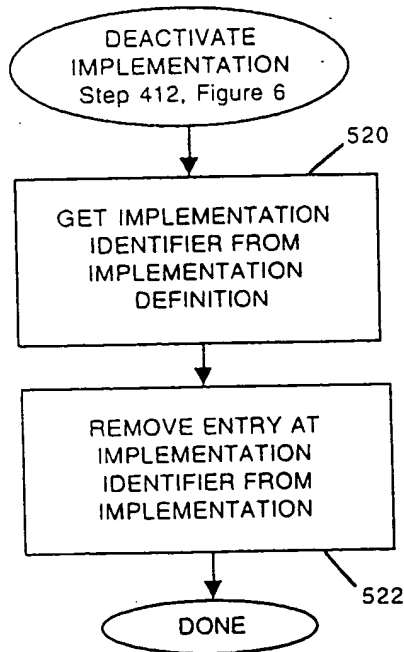 DEACTIVATE
IMPLEMENTATION
Step 412, Figure 6
520
GET IMPLEMENTATION
IDENTIFIER FROM
IMPLEMENTATION
DEFINITION
REMOVE ENTRY AT
IMPLEMENTATION
IDENTIFIER FROM
IMPLEMENTATION
522
DONE